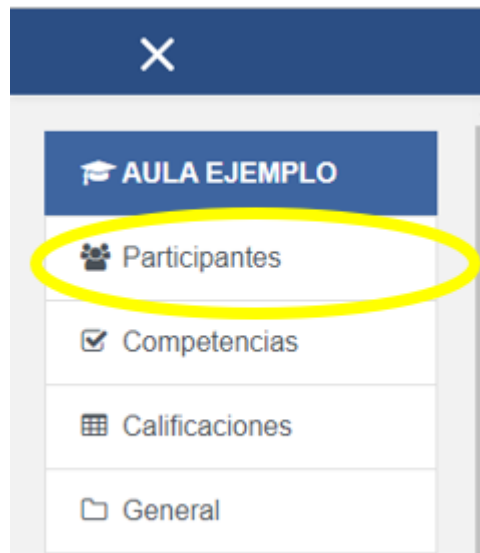 AULA EJEMPLO
Participantes
Competencias
Calificaciones
General